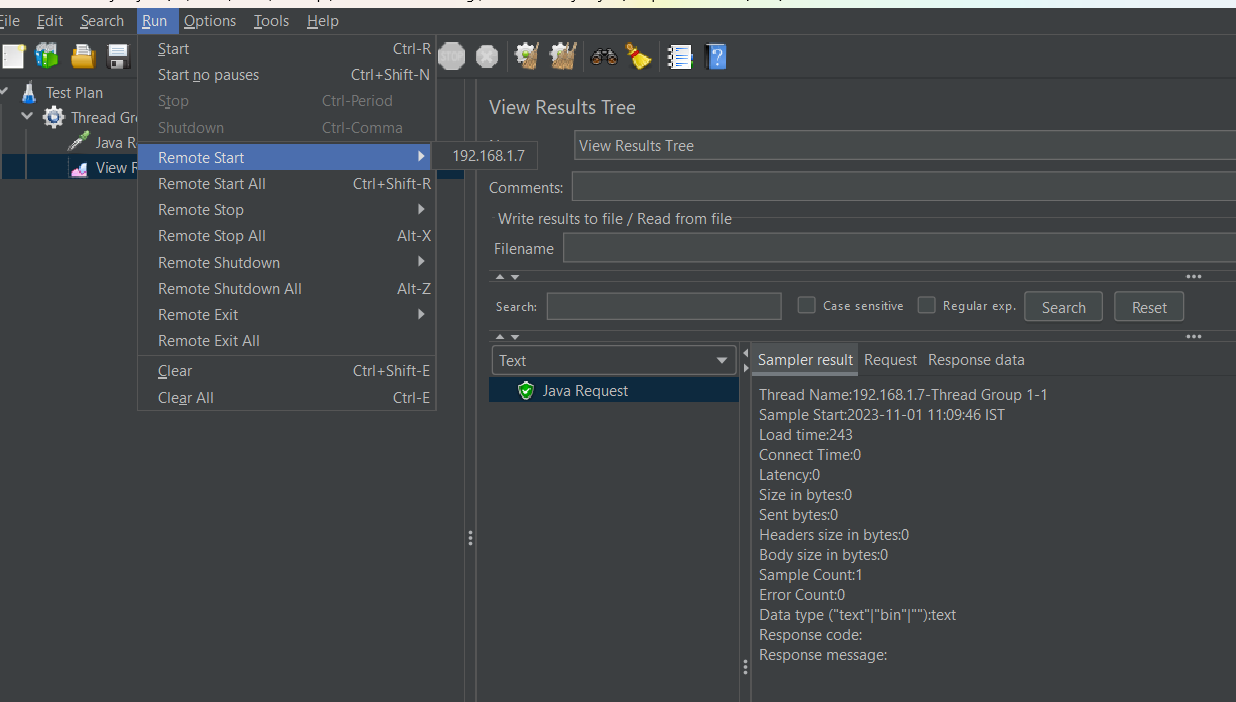 File Edit Search Run Options Tools Help
Start Ctrl-R
Start no pauses Ctrl+Shift-N
Stop Ctrl-Period
Shutdown Ctrl-Comma
Remote Start
192.168.1.7
Remote Start All Ctrl+Shift-R
Remote Stop
Remote Stop All Alt-X
Remote Shutdown
Remote Shutdown All Alt-Z
Remote Exit
Remote Exit All
Clear Ctrl+Shift-E
Clear All Ctrl-E
STOP
Test Plan
Thread Gr
Java R
View R
View Results Tree
View Results Tree
Comments:
Write results to file / Read from file
Filename
Search: Case sensitive Regular exp. Search Reset
Text
Java Request
Sampler result Request Response data
Thread Name:192.168.1.7-Thread Group 1-1
Sample Start:2023-11-01 11:09:46 IST
Load time:243
Connect Time:0
Latency:0
Size in bytes:0
Sent bytes:0
Headers size in bytes:0
Body size in bytes:0
Sample Count:1
Error Count:0
Data type ("text"|"bin"|""):text
Response code:
Response message: